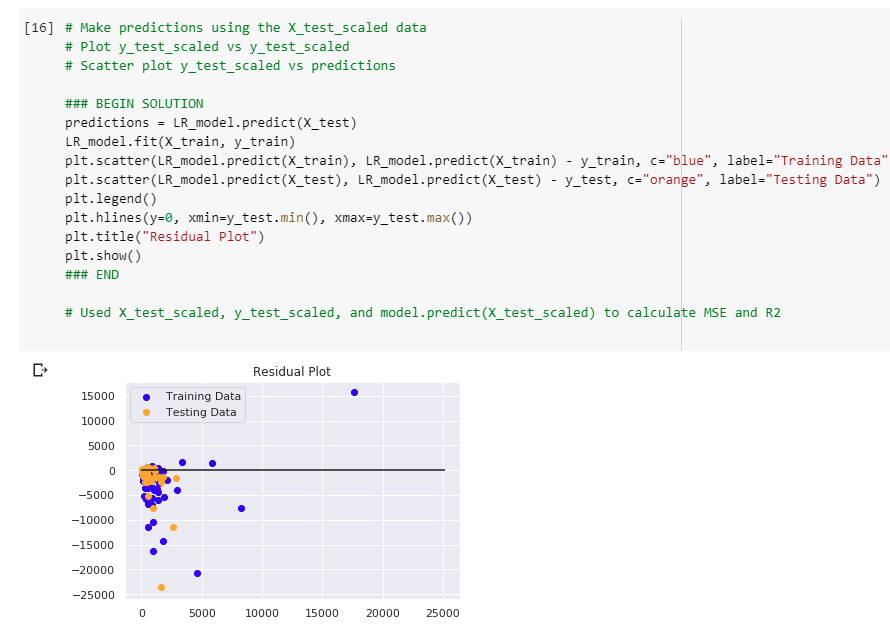 [16] # Make predictions using the X_test_scaled data
# Plot y_test_scaled vs y_test_scaled
# Scatter plot y_test_scaled vs predictions
### BEGIN SOLUTION
predictions = LR_model.predict(X_test)
LR_model.fit(X_train, y_train)
plt.scatter(LR_model.predict(X_train), LR_model.predict(X_train) - y_train, c="blue", label="Training Data"
plt.scatter(LR_model.predict(X_test), LR_model.predict(X_test) - y_test, c="orange", label="Testing Data")
plt.legend()
plt.hlines(y=0, xmin=y_test.min(), xmax=y_test.max())
plt.title("Residual Plot")
plt.show()
### END
# Used X_test_scaled, y_test_scaled, and model.predict(X_test_scaled) to calculate MSE and R2
Residual Plot
Training Data
Testing Data
15000
10000
5000
0
−5000
−10000
−15000
−20000
−25000
0 5000 10000 15000 20000 25000